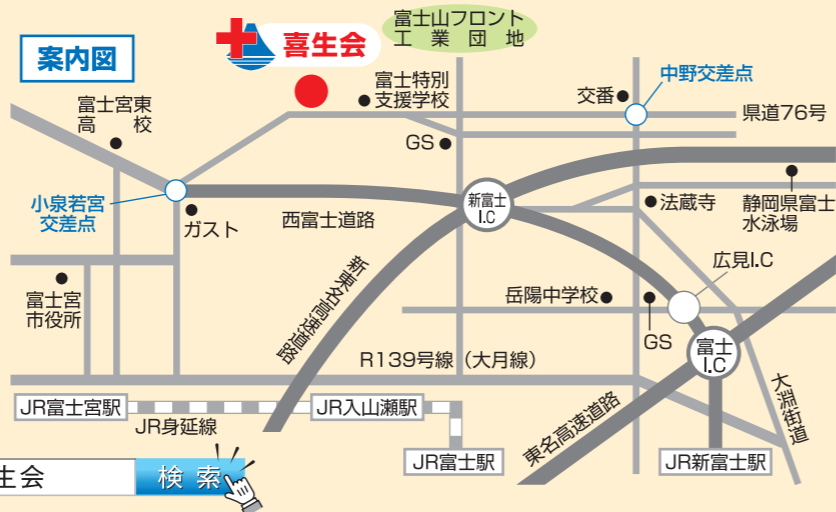 富士山フロント
工業団地
案内図
喜生会
富士特別
支援学校
交番
中野交差点
富士宮東
高校
県道76号
GS
小泉若宮
交差点
ガスト
西富士道路
新富士
I.C
法蔵寺
静岡県富士
水泳場
広見I.C
富士宮
市役所
新東名高速道路
岳陽中学校
GS
富士
I.C
R139号線（大月線）
大淵街道
JR富士宮駅
JR身延線
JR入山瀬駅
東名高速道路
JR富士駅
JR新富士駅
生会
検索